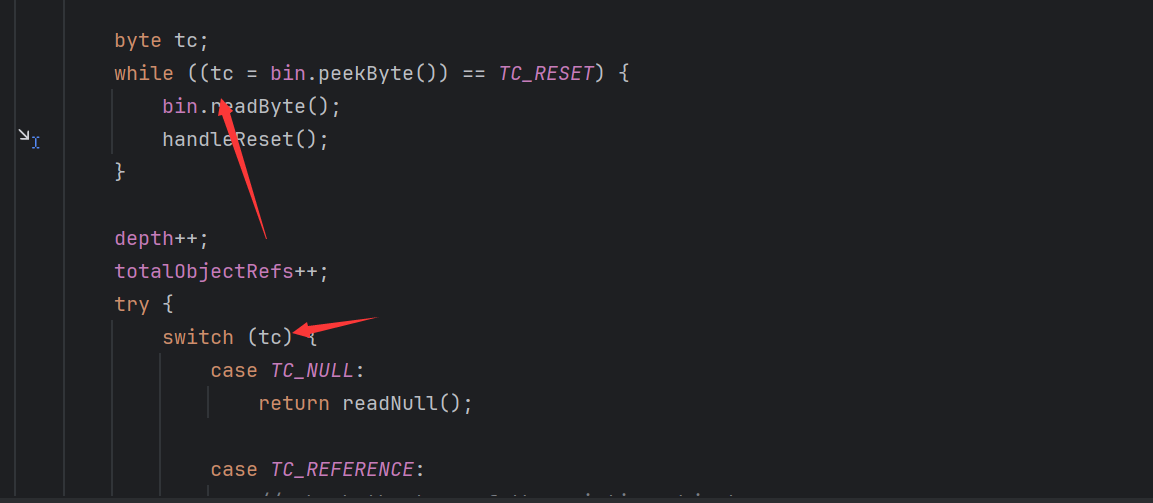 byte tc;
while ((tc = bin.peekByte()) == TC_RESET) {
bin.readByte();
handleReset();
}
depth++;
totalObjectRefs++;
try {
switch (tc) {
case TC_NULL:
return readNull();
case TC_REFERENCE: